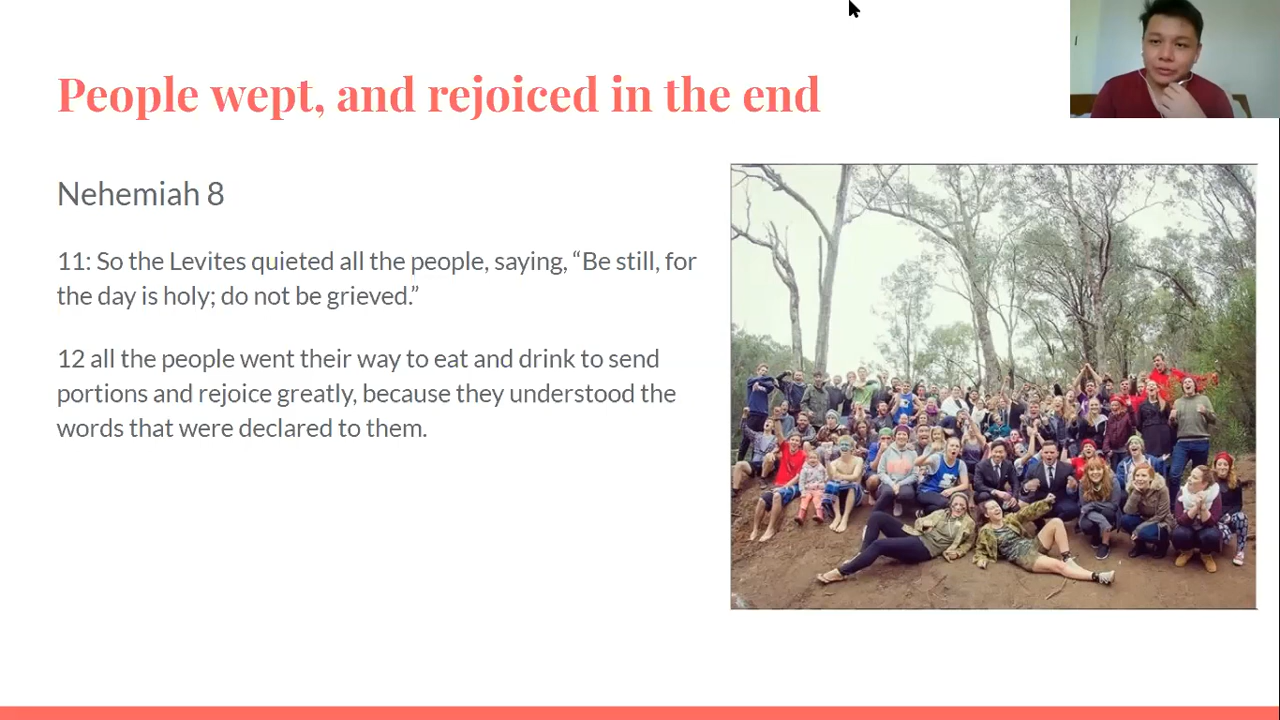 People wept, and rejoiced in the end
Nehemiah 8
11: So the Levites quieted all the people, saying, “Be still, for
the day is holy; do not be grieved.”
12 all the people went their way to eat and drink to send
portions and rejoice greatly, because they understood the
words that were declared to them.